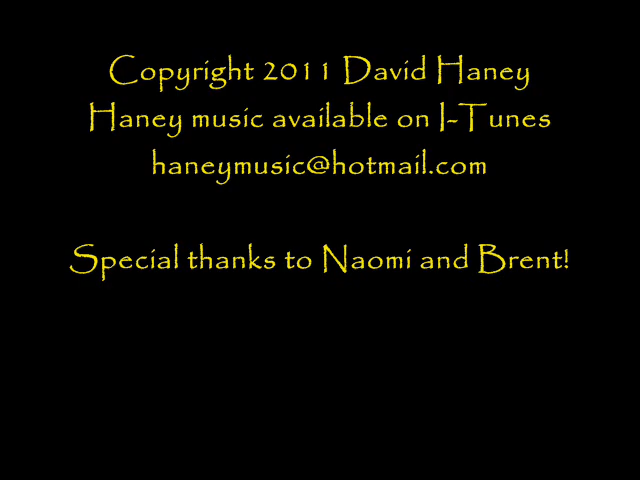 Copyright 2011 David Haney
Haney music available on I-Tunes
haneymusic@hotmail.com
Special thanks to Naomi and Brent!